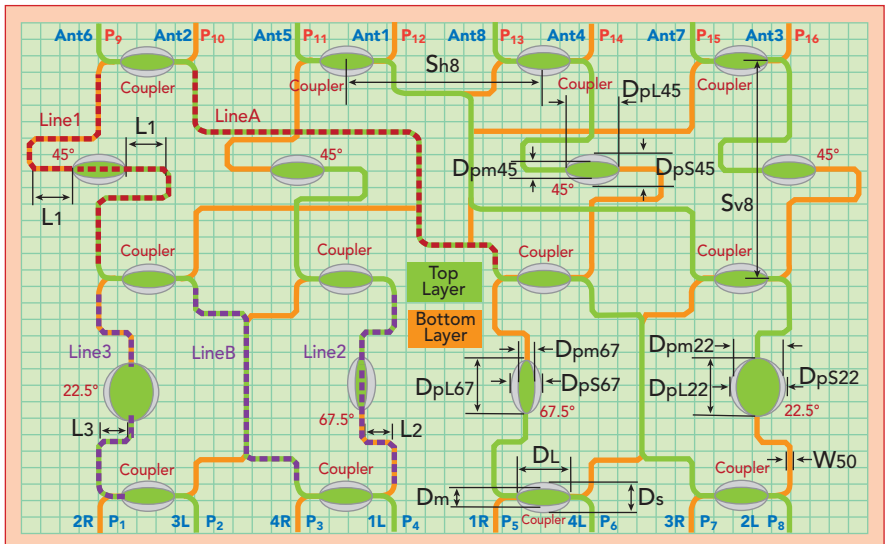 Ant6 P9 Ant2 P10 Ant5 P11 Ant1 P12 Ant8 P13 Ant4 P14 Ant7 P15 Ant3 P16
Coupler Coupler Sh8 Coupler Coupler
Line1 L1 LineA DpL45
45° 45° Dpm45 DpS45 45°
45°
L1 Sv8
Coupler Coupler Coupler Coupler
Top
Layer
Bottom
Layer
Line3 LineB Line2 Dpm67 Dpm22
22.5° DpL67 DpS67 DpL22 DpS22
67.5° 67.5° 22.5°
L3 L2
Coupler Coupler DL Coupler W50
Dm Ds
Coupler
2R P1 3L P2 4R P3 1L P4 1R P5 4L P6 3R P7 2L P8